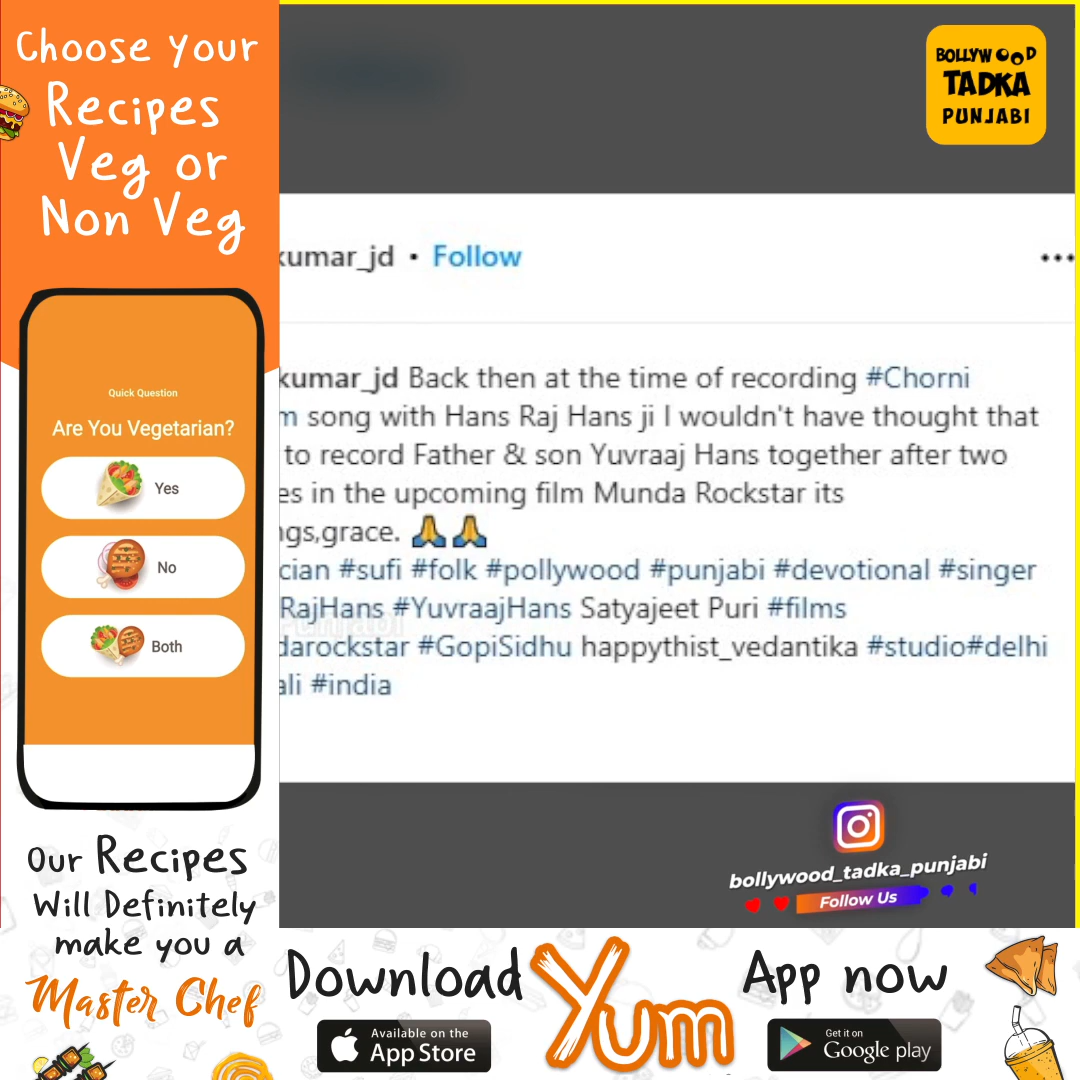 Choose Your
Recipes
Veg or
Non Veg
Quick Question
Are You Vegetarian?
Yes
No
Both
Our Recipes
Will Definitely
make you a
Master Chef
BOLLYWOOD
TADKA
PUNJABI
kumar_jd • Follow
kumar_jd Back then at the time of recording #Chorni
m song with Hans Raj Hans ji I wouldn't have thought that
to record Father & son Yuvraaj Hans together after two
es in the upcoming film Munda Rockstar its
ngs,grace. 🙏🙏
cian #sufi #folk #pollywood #punjabi #devotional #singer
RajHans #YuvraajHans Satyajeet Puri #films
darockstar #GopiSidhu happythist_vedantika #studio#delhi
ali #india
bollywood_tadka_punjabi
Follow Us
Download Yum App now
Available on the
App Store
Get it on
Google play